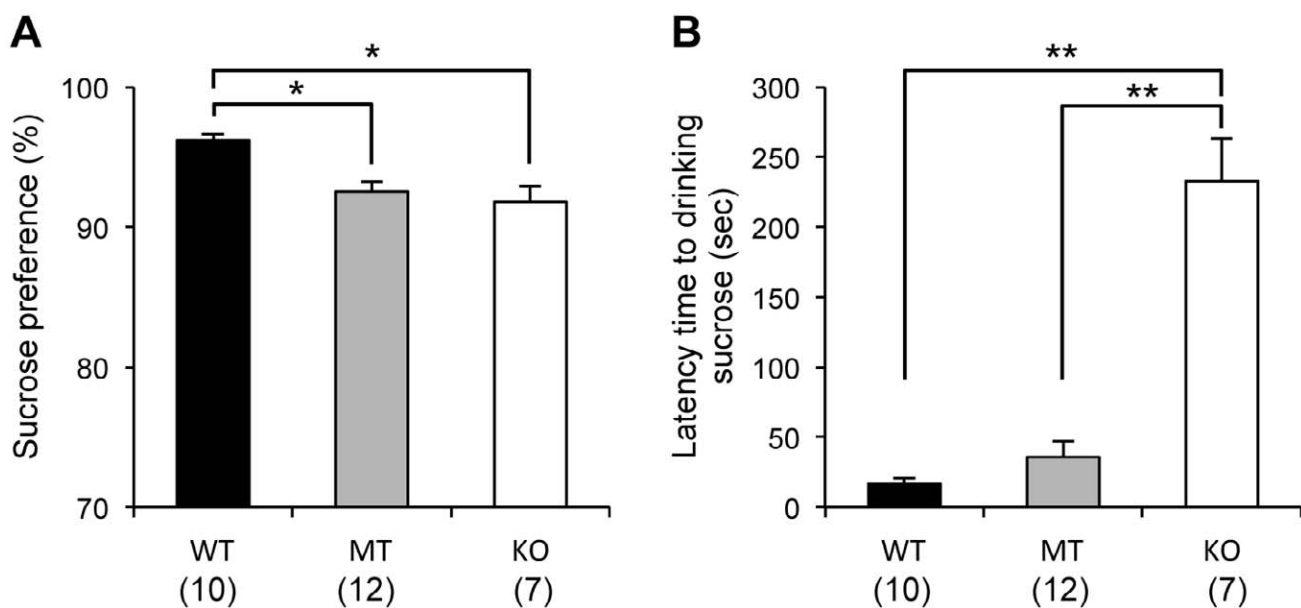 A
Sucrose preference (%)
100
90
80
70
*
*
WT
MT
KO
(10)
(12)
(7)
B
Latency time to drinking
sucrose (sec)
300
250
200
150
100
50
0
**
**
WT
MT
KO
(10)
(12)
(7)